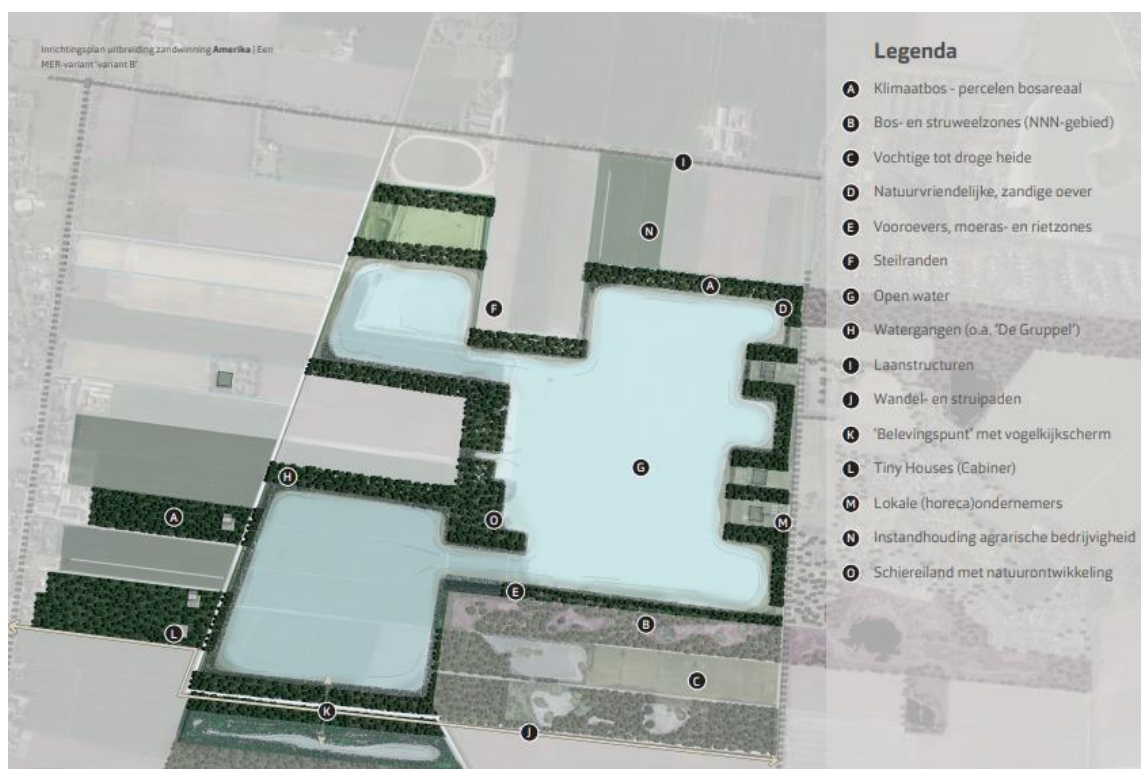 Inrichtingsplan uitbreiding zandwinning Amerika | Een
MER-variant 'variant B'
Legenda
A Klimaatbos - percelen bosareaal
B Bos- en struweelzones (NNN-gebied)
C Vochtige tot droge heide
D Natuurvriendelijke, zandige oever
E Vooroevers, moeras- en rietzones
F Steilranden
G Open water
H Watergangen (o.a. 'De Gruppel')
I Laanstructuren
J Wandel- en struipaden
K 'Belevingspunt' met vogelkijkscherm
L Tiny Houses (Cabiner)
M Lokale (horeca)ondernemers
N Instandhouding agrarische bedrijvigheid
O Schiereiland met natuurontwikkeling
I
N
A
D
F
G
H
A
O
M
E
B
L
C
K
J